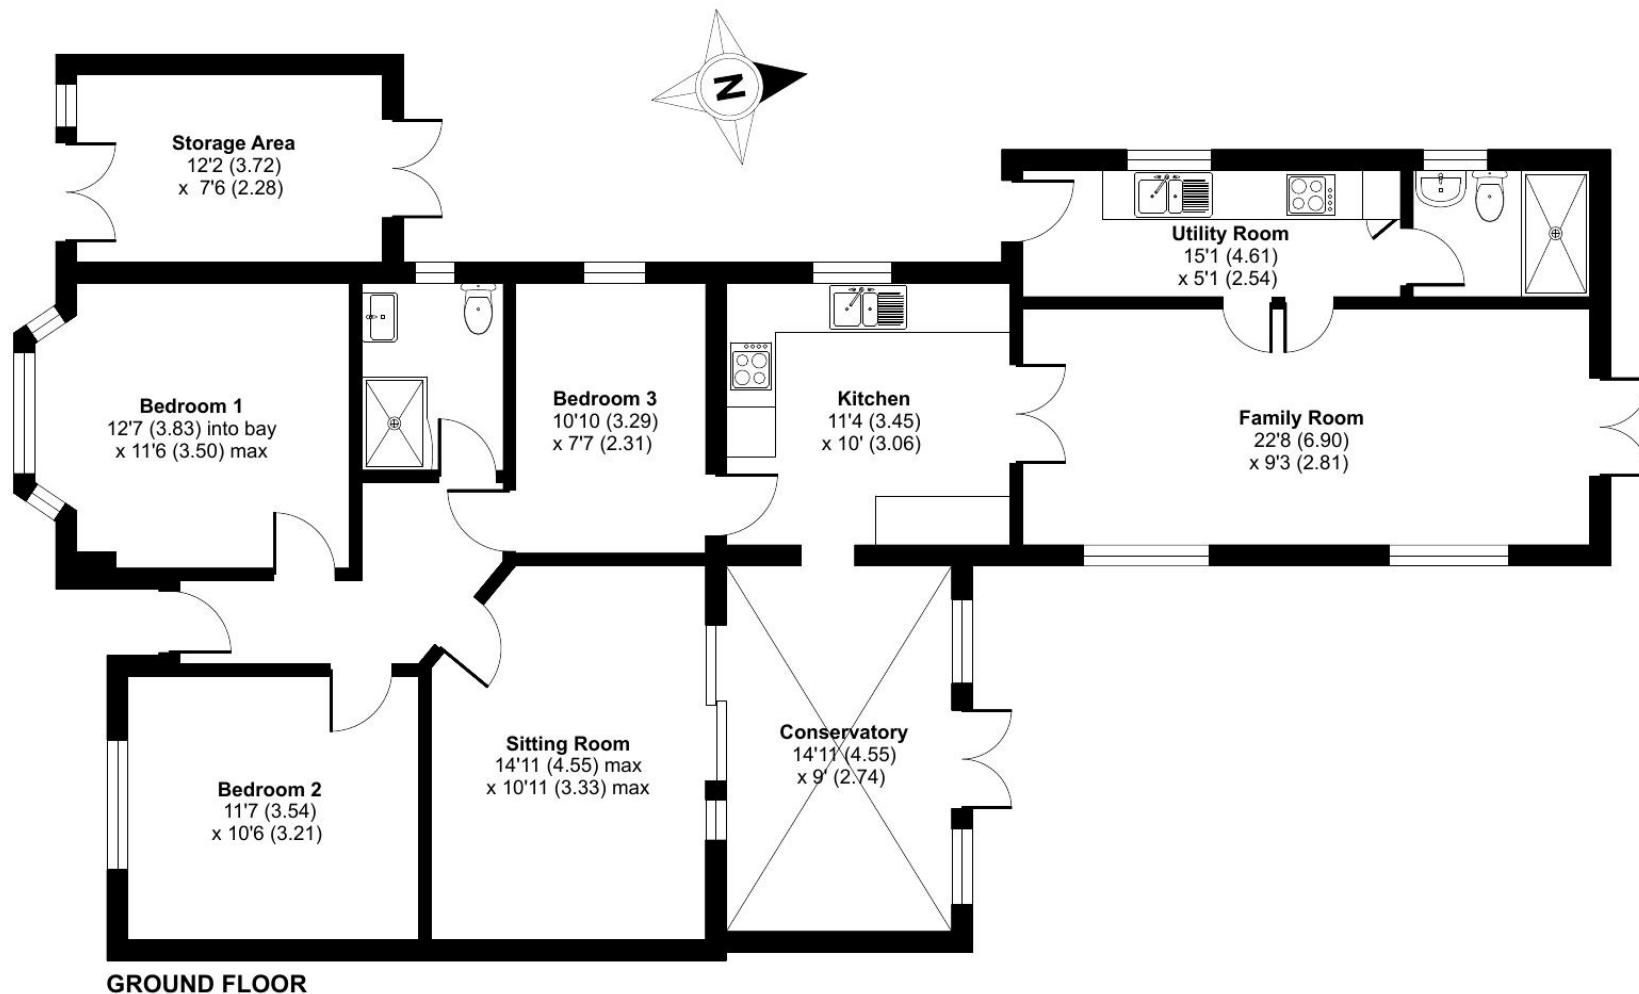 N
Storage Area
12'2 (3.72)
x 7'6 (2.28)
Utility Room
15'1 (4.61)
x 5'1 (2.54)
Bedroom 1
12'7 (3.83) into bay
x 11'6 (3.50) max
Bedroom 3
10'10 (3.29)
x 7'7 (2.31)
Kitchen
11'4 (3.45)
x 10' (3.06)
Family Room
22'8 (6.90)
x 9'3 (2.81)
Bedroom 2
11'7 (3.54)
x 10'6 (3.21)
Sitting Room
14'11 (4.55) max
x 10'11 (3.33) max
Conservatory
14'11 (4.55)
x 9' (2.74)
GROUND FLOOR